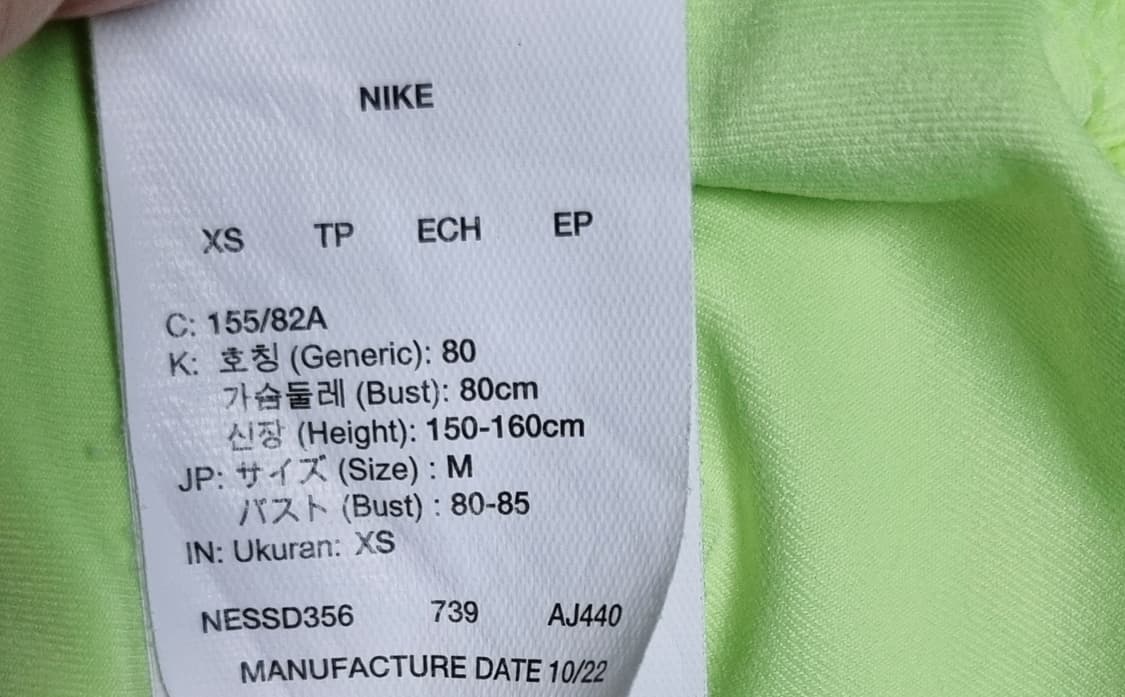 NIKE
XS TP ECH EP
C: 155/82A
K: 호칭 (Generic): 80
가슴둘레 (Bust): 80cm
신장 (Height): 150-160cm
JP: サイズ (Size) : M
バスト (Bust) : 80-85
IN: Ukuran: XS
NESSD356 739 AJ440
MANUFACTURE DATE 10/22